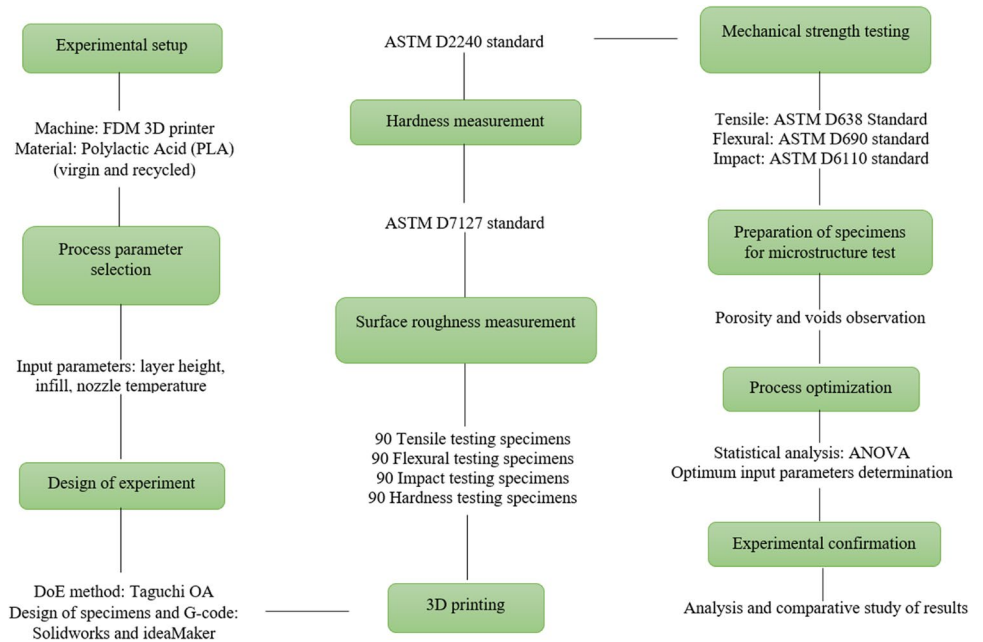 Experimental setup
Machine: FDM 3D printer
Material: Polylactic Acid (PLA)
(virgin and recycled)
Process parameter
selection
Input parameters: layer height,
infill, nozzle temperature
Design of experiment
DoE method: Taguchi OA
Design of specimens and G-code:
Solidworks and ideaMaker
ASTM D2240 standard
Hardness measurement
ASTM D7127 standard
Surface roughness measurement
90 Tensile testing specimens
90 Flexural testing specimens
90 Impact testing specimens
90 Hardness testing specimens
3D printing
Mechanical strength testing
Tensile: ASTM D638 Standard
Flexural: ASTM D690 standard
Impact: ASTM D6110 standard
Preparation of specimens
for microstructure test
Porosity and voids observation
Process optimization
Statistical analysis: ANOVA
Optimum input parameters determination
Experimental confirmation
Analysis and comparative study of results